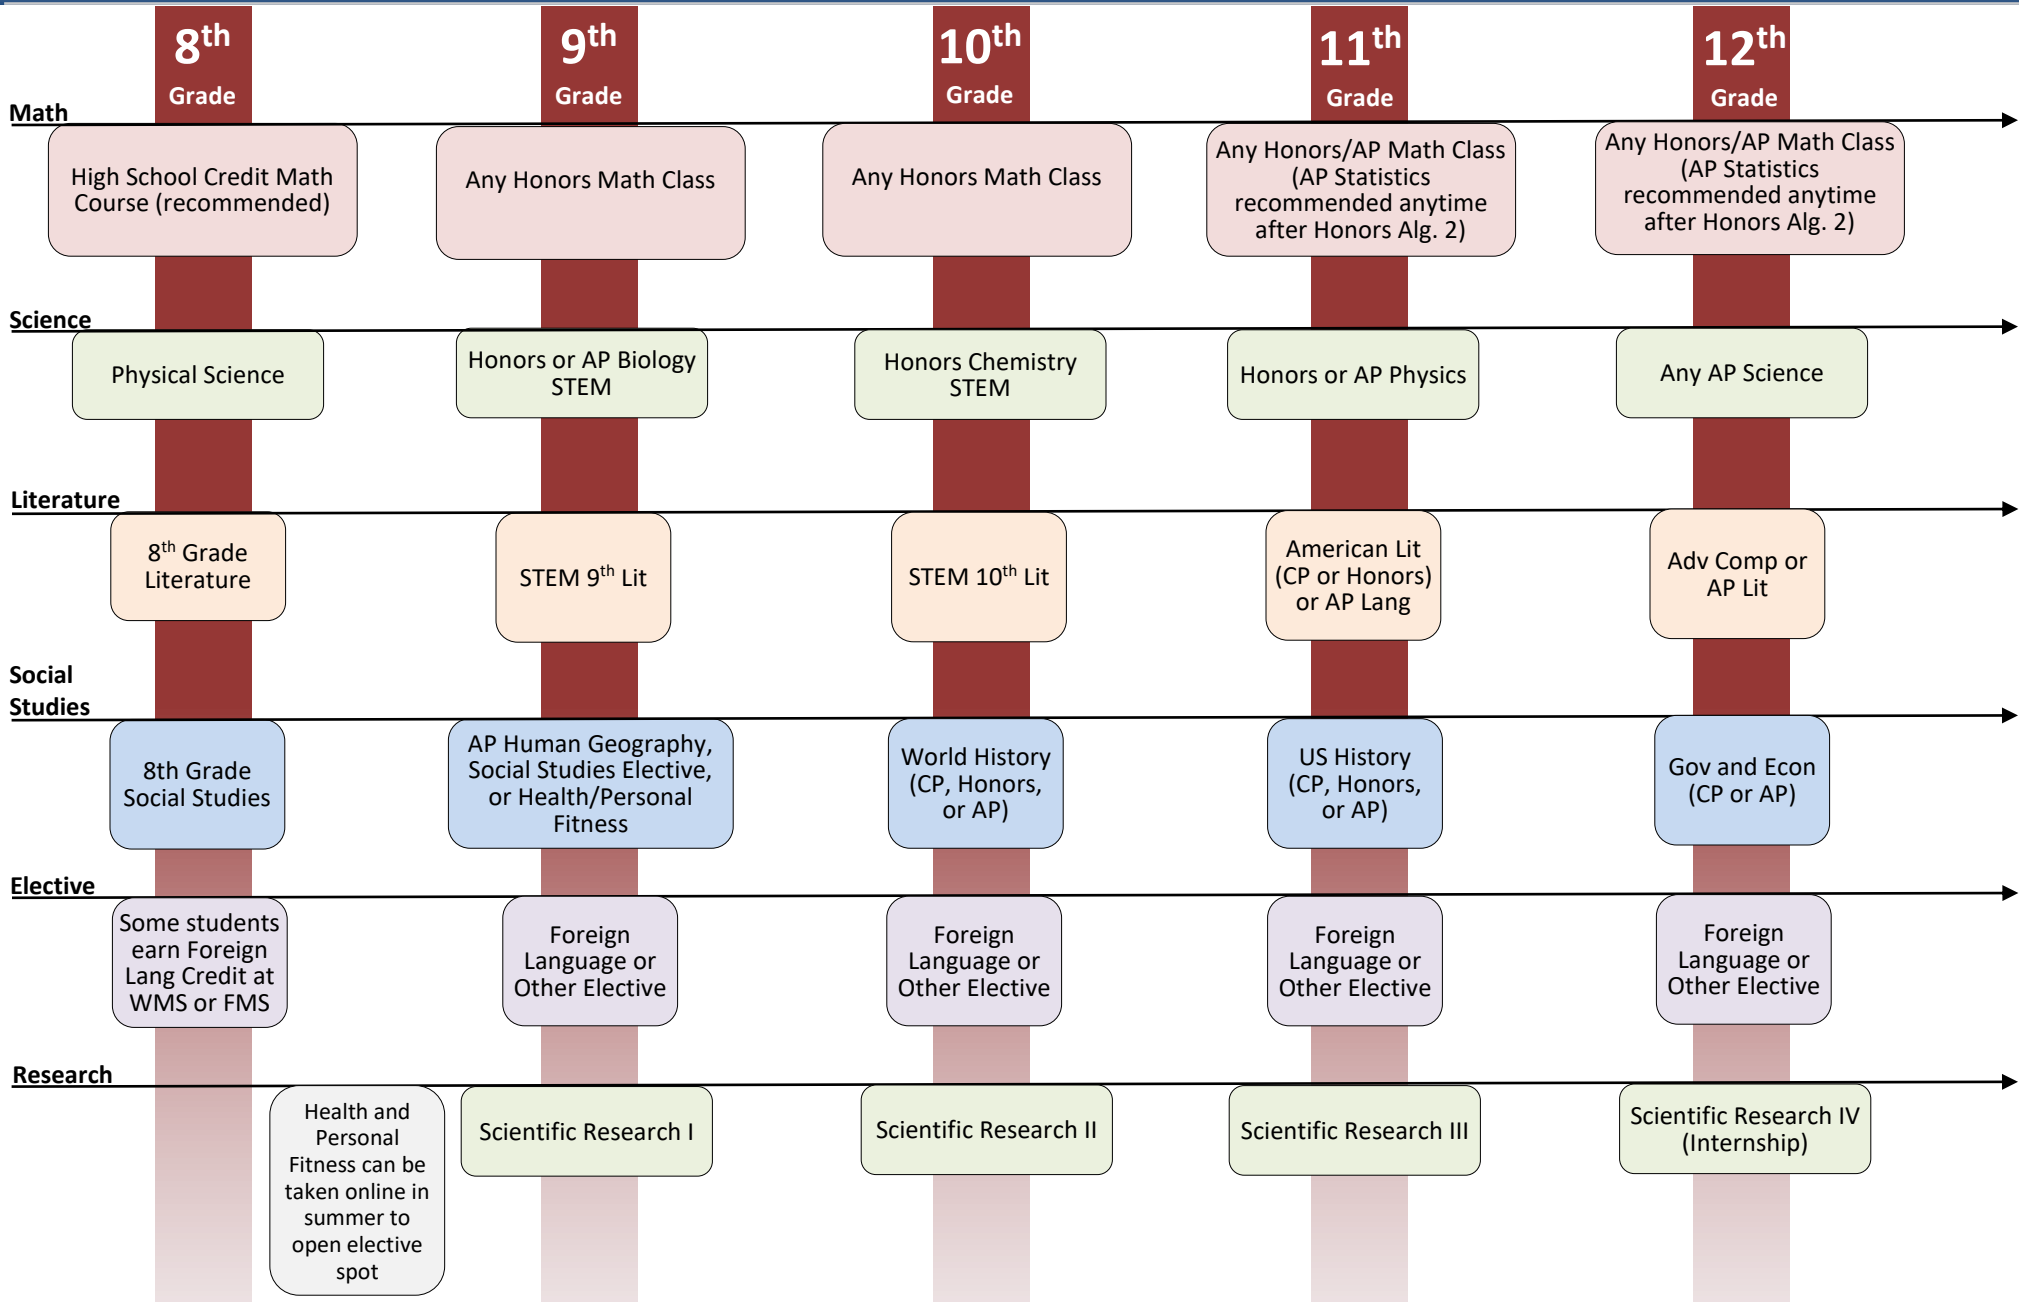 8th
Grade
9th
Grade
10th
Grade
11th
Grade
12th
Grade
Math
High School Credit Math
Course (recommended)
Any Honors Math Class
Any Honors Math Class
Any Honors/AP Math Class
(AP Statistics
recommended anytime
after Honors Alg. 2)
Any Honors/AP Math Class
(AP Statistics
recommended anytime
after Honors Alg. 2)
Science
Physical Science
Honors or AP Biology
STEM
Honors Chemistry
STEM
Honors or AP Physics
Any AP Science
Literature
8th Grade
Literature
STEM 9th Lit
STEM 10th Lit
American Lit
(CP or Honors)
or AP Lang
Adv Comp or
AP Lit
Social
Studies
8th Grade
Social Studies
AP Human Geography,
Social Studies Elective,
or Health/Personal
Fitness
World History
(CP, Honors,
or AP)
US History
(CP, Honors,
or AP)
Gov and Econ
(CP or AP)
Elective
Some students
earn Foreign
Lang Credit at
WMS or FMS
Foreign
Language or
Other Elective
Foreign
Language or
Other Elective
Foreign
Language or
Other Elective
Foreign
Language or
Other Elective
Research
Health and
Personal
Fitness can be
taken online in
summer to
open elective
spot
Scientific Research I
Scientific Research II
Scientific Research III
Scientific Research IV
(Internship)